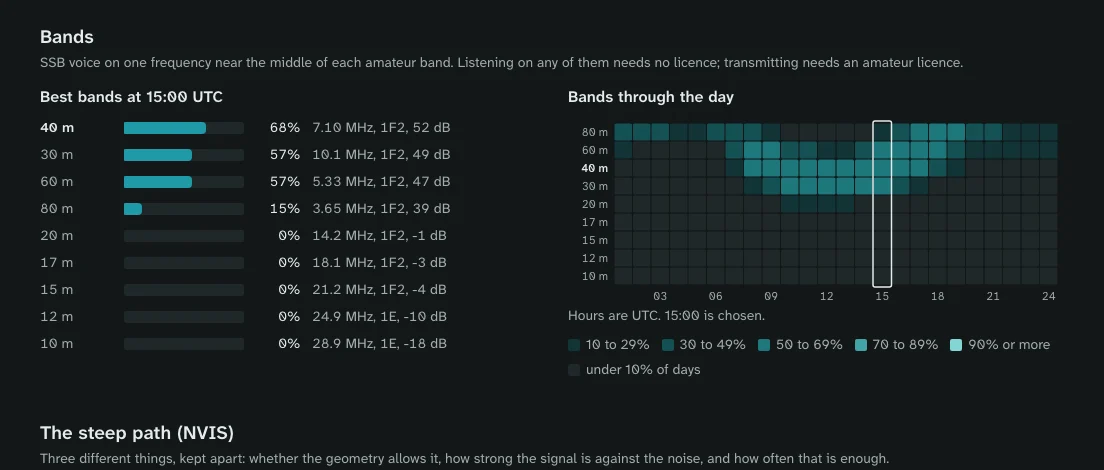 Bands
SSB voice on one frequency near the middle of each amateur band. Listening on any of them needs no licence; transmitting needs an amateur licence.
Best bands at 15:00 UTC
40 m 68% 7.10 MHz, 1F2, 52 dB
30 m 57% 10.1 MHz, 1F2, 49 dB
60 m 57% 5.33 MHz, 1F2, 47 dB
80 m 15% 3.65 MHz, 1F2, 39 dB
20 m 0% 14.2 MHz, 1F2, -1 dB
17 m 0% 18.1 MHz, 1F2, -3 dB
15 m 0% 21.2 MHz, 1F2, -4 dB
12 m 0% 24.9 MHz, 1E, -10 dB
10 m 0% 28.9 MHz, 1E, -18 dB
Bands through the day
80 m
60 m
40 m
30 m
20 m
17 m
15 m
12 m
10 m
03 06 09 12 15 18 21 24
Hours are UTC. 15:00 is chosen.
10 to 29% 30 to 49% 50 to 69% 70 to 89% 90% or more
under 10% of days
The steep path (NVIS)
Three different things, kept apart: whether the geometry allows it, how strong the signal is against the noise, and how often that is enough.